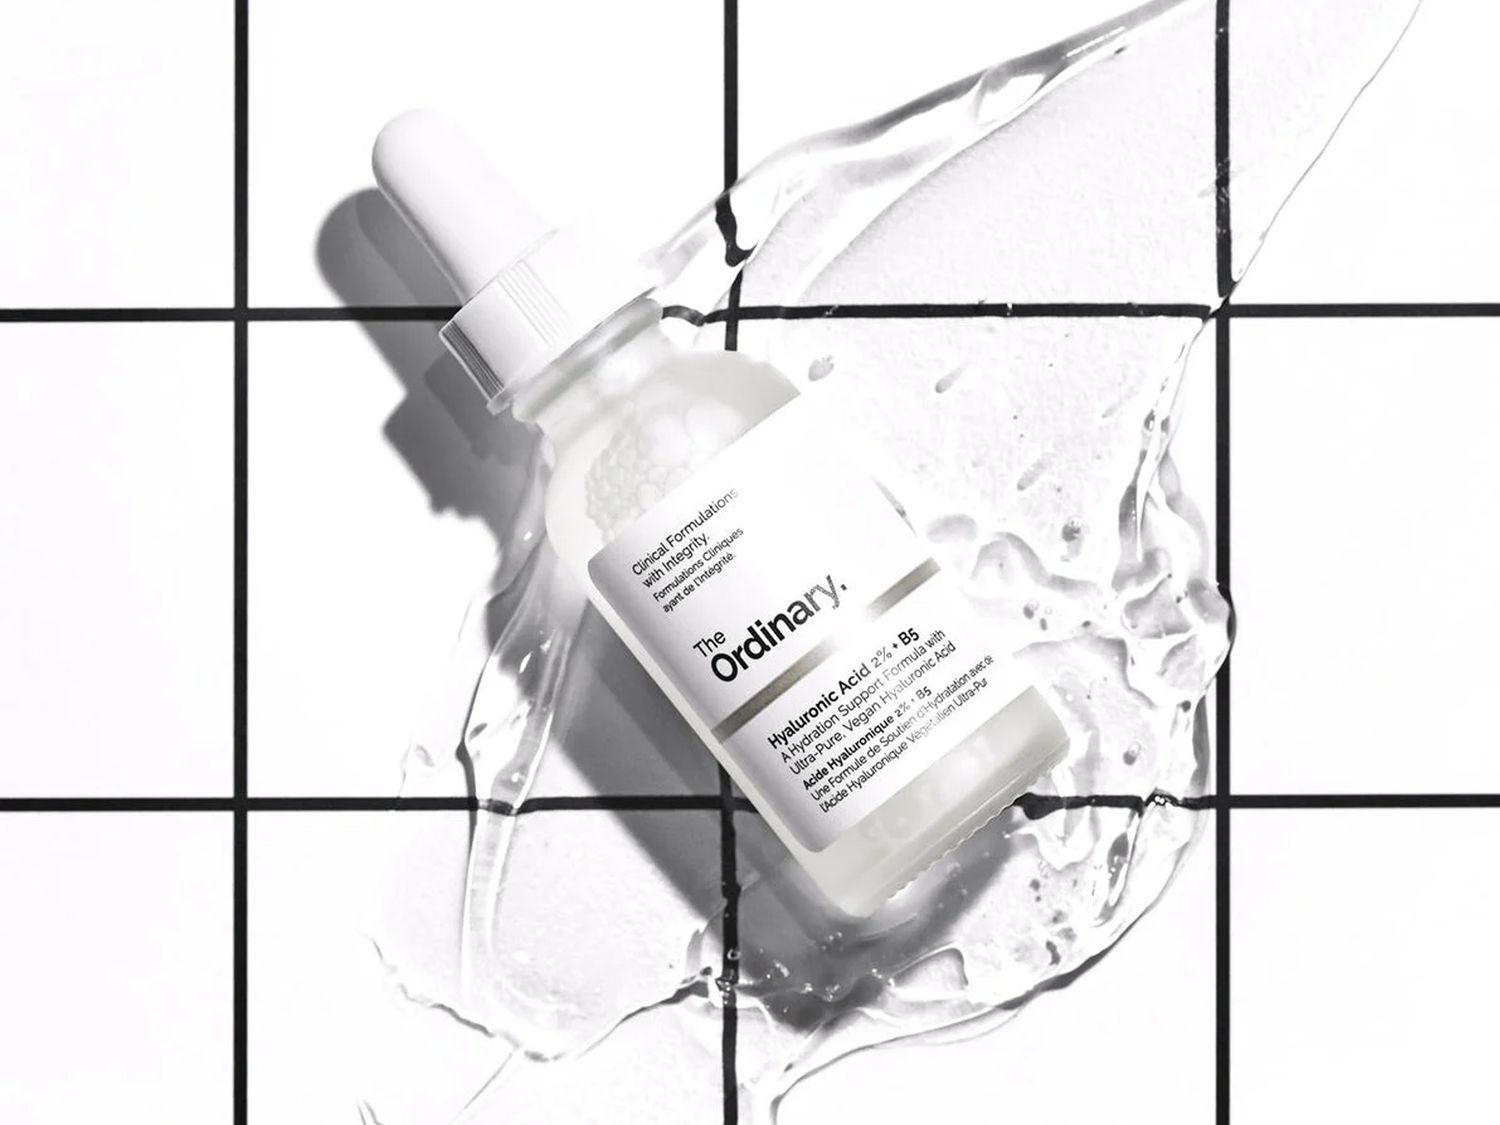 Clinical Formulations
with Integrity.
Formulations Cliniques
ayant de l'Intégrité.
The
Ordinary.
Hyaluronic Acid 2% + B5
A Hydration Support Formula with
Ultra-Pure, Vegan Hyaluronic Acid
Acide Hyaluronique 2% + B5
Une Formule de Soutien d'Hydratation avec de
l'Acide Hyaluronique Végétalien Ultra-Pur